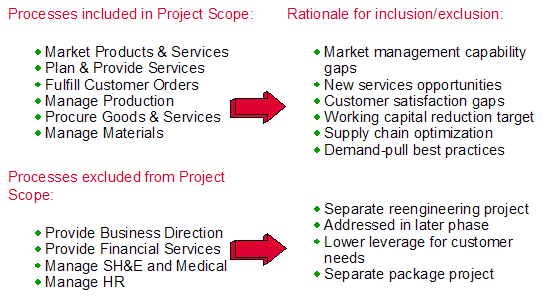 Processes included in Project Scope:
Market Products & Services
Plan & Provide Services
Fulfill Customer Orders
Manage Production
Procure Goods & Services
Manage Materials
Rationale for inclusion/exclusion:
Market management capability
gaps
New services opportunities
Customer satisfaction gaps
Working capital reduction target
Supply chain optimization
Demand-pull best practices
Processes excluded from Project
Scope:
Provide Business Direction
Provide Financial Services
Manage SH&E and Medical
Manage HR
Separate reengineering project
Addressed in later phase
Lower leverage for customer
needs
Separate package project